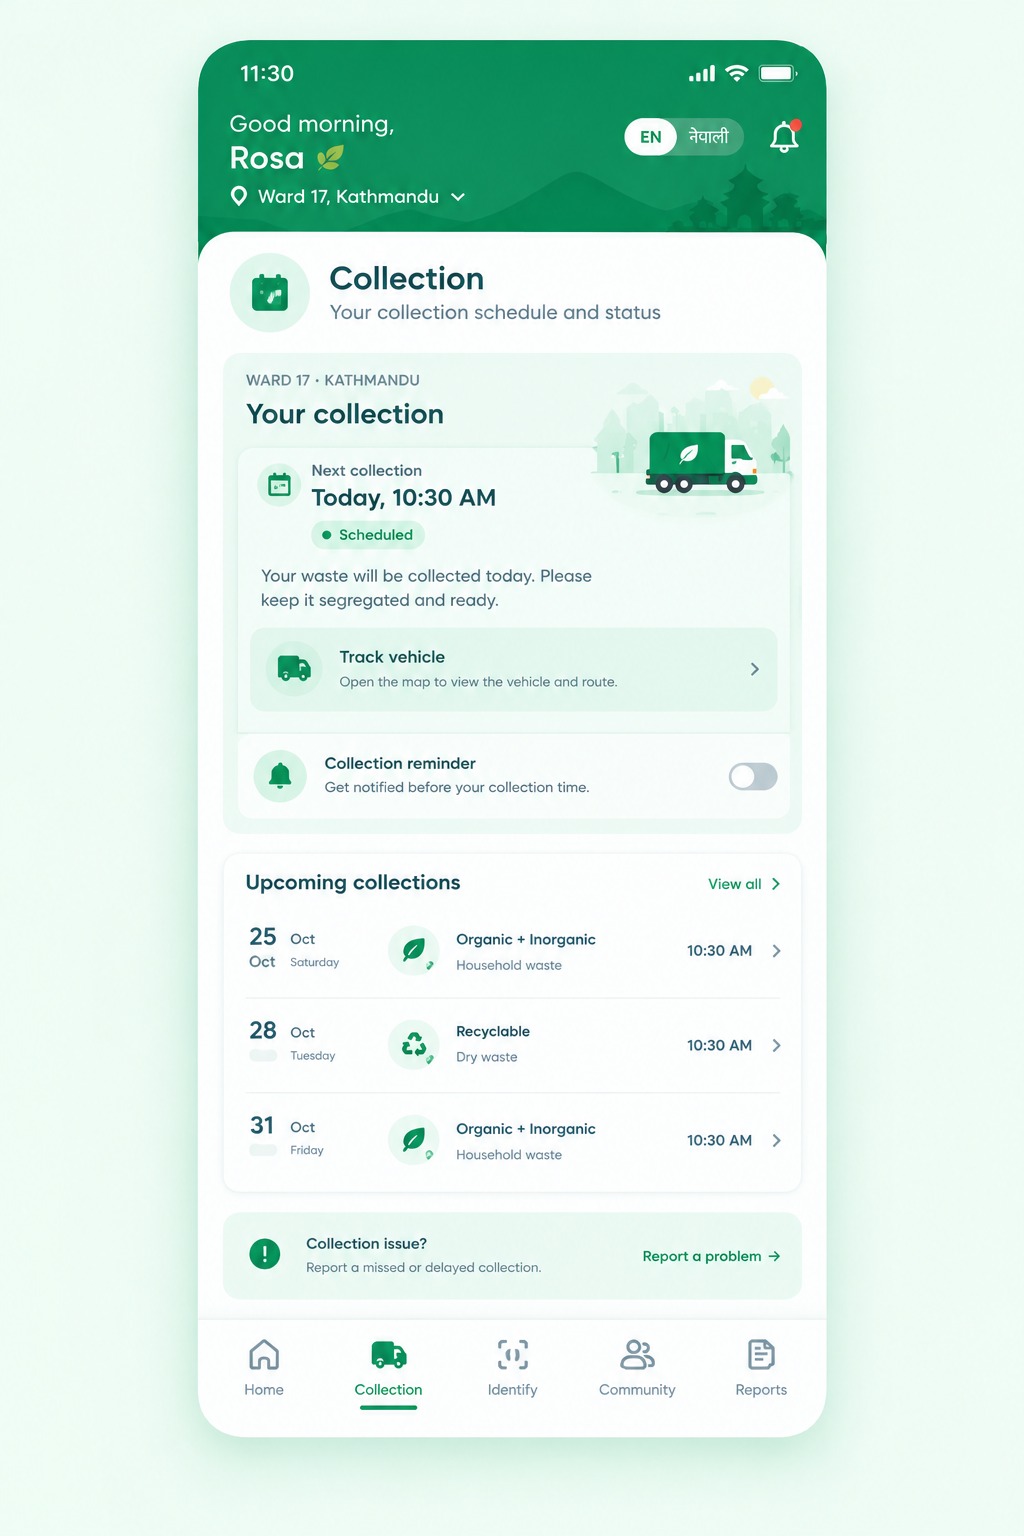 11:30
Good morning,
Rosa
Ward 17, Kathmandu
EN नेपाली
Collection
Your collection schedule and status
WARD 17 • KATHMANDU
Your collection
Next collection
Today, 10:30 AM
Scheduled
Your waste will be collected today. Please
keep it segregated and ready.
Track vehicle
Open the map to view the vehicle and route.
Collection reminder
Get notified before your collection time.
Upcoming collections
View all
25 Oct
Oct Saturday
Organic + Inorganic
Household waste
10:30 AM
28 Oct
Tuesday
Recyclable
Dry waste
10:30 AM
31 Oct
Friday
Organic + Inorganic
Household waste
10:30 AM
Collection issue?
Report a missed or delayed collection.
Report a problem →
Home
Collection
Identify
Community
Reports